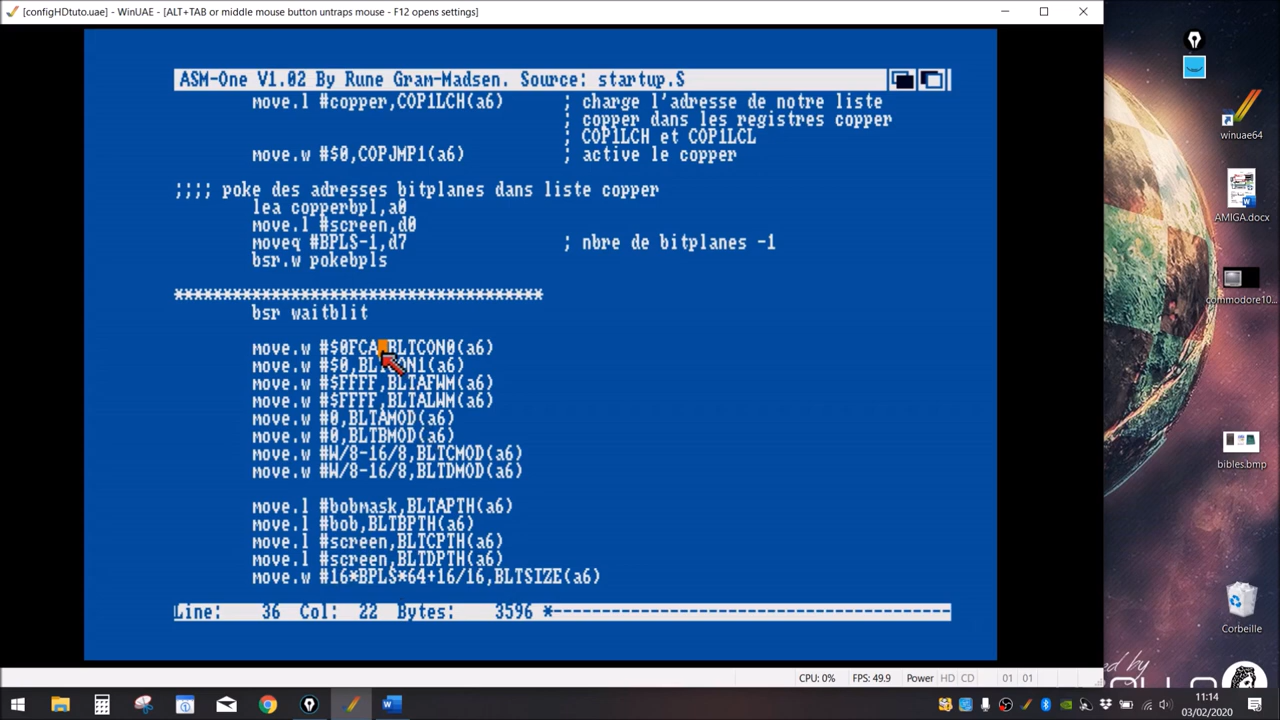 [configHDtuto.uae] - WinUAE - [ALT+TAB or middle mouse button untraps mouse - F12 opens settings]
ASM-One V1.02 By Rune Gram-Madsen. Source: startup.S
move.l #copper,COP1LCH(a6) ; charge l'adresse de notre liste
; copper dans les registres copper
; COP1LCH et COP1LCL
move.w #$0,COPJMP1(a6) ; active le copper
;;;; poke des adresses bitplanes dans liste copper
lea copperbpl,a0
move.l #screen,d0
moveq #BPLS-1,d7 ; nbre de bitplanes -1
bsr.w pokebpls
**************************************
bsr waitblit
move.w #$0FCA,BLTCON0(a6)
move.w #$0,BLTCON1(a6)
move.w #$FFFF,BLTAFWM(a6)
move.w #$FFFF,BLTALWM(a6)
move.w #0,BLTAMOD(a6)
move.w #0,BLTBMOD(a6)
move.w #W/8-16/8,BLTCMOD(a6)
move.w #W/8-16/8,BLTDMOD(a6)
move.l #bobmask,BLTAPTH(a6)
move.l #bob,BLTBPTH(a6)
move.l #screen,BLTCPTH(a6)
move.l #screen,BLTDPTH(a6)
move.w #16*BPLS*64+16/16,BLTSIZE(a6)
Line: 36 Col: 22 Bytes: 3596 *------------------------------------------
CPU: 0% FPS: 49.9 Power HD CD 01 01
winuae64
AMIGA.docx
commodore10...
bibles.bmp
Corbeille
11:14
03/02/2020